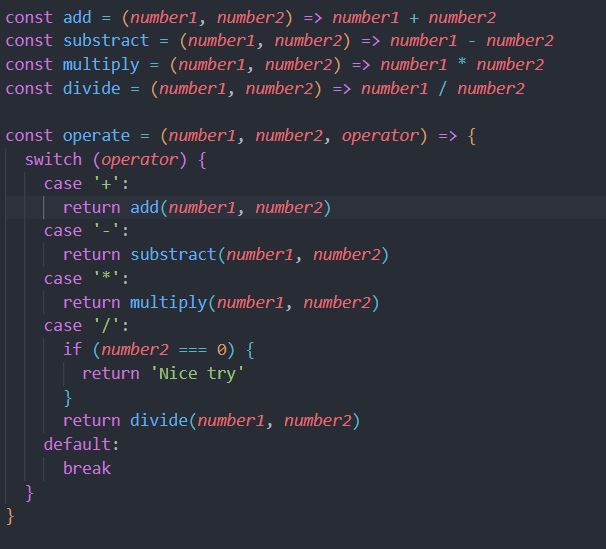 const add = (number1, number2) => number1 + number2
const substract = (number1, number2) => number1 - number2
const multiply = (number1, number2) => number1 * number2
const divide = (number1, number2) => number1 / number2
const operate = (number1, number2, operator) => {
switch (operator) {
case '+':
return add(number1, number2)
case '-':
return substract(number1, number2)
case '*':
return multiply(number1, number2)
case '/':
if (number2 === 0) {
return 'Nice try'
}
return divide(number1, number2)
default:
break
}
}